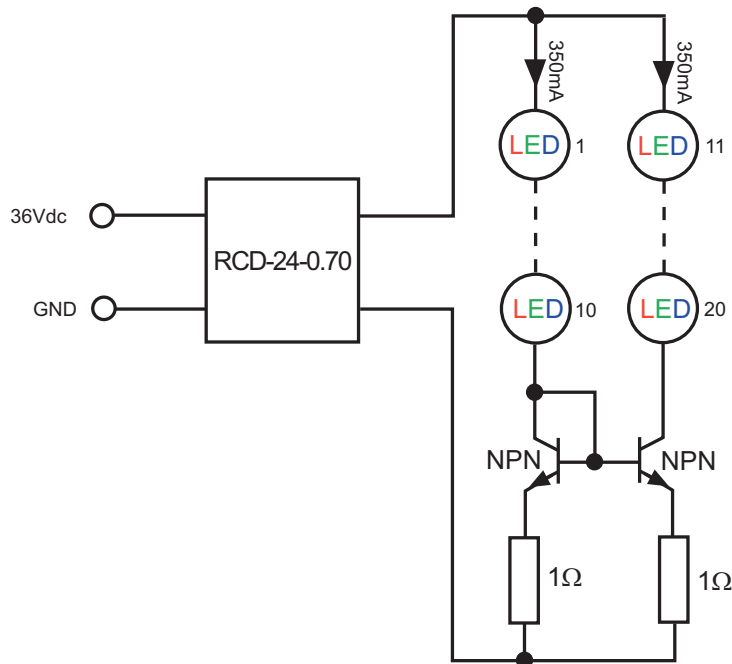 350mA
350mA
LED 1
LED 11
36Vdc
RCD-24-0.70
GND
LED 10
LED 20
NPN
NPN
1Ω
1Ω